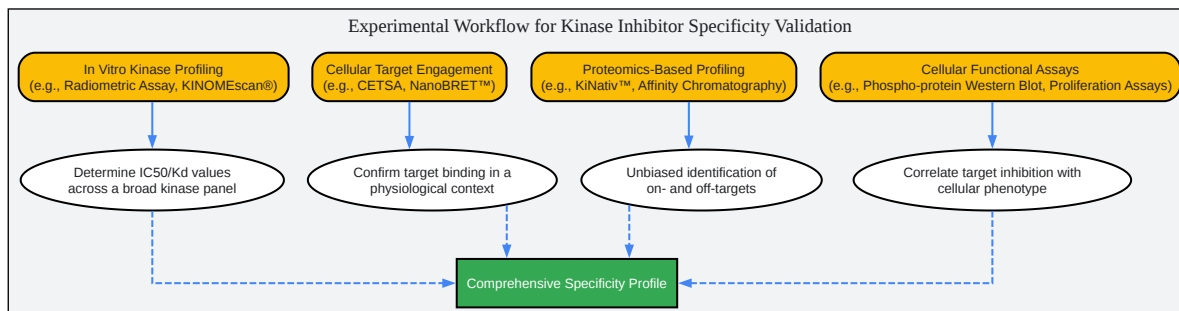 Experimental Workflow for Kinase Inhibitor Specificity Validation
In Vitro Kinase Profiling
(e.g., Radiometric Assay, KINOMEscan®)
Cellular Target Engagement
(e.g., CETSA, NanoBRET™)
Proteomics-Based Profiling
(e.g., KiNativ™, Affinity Chromatography)
Cellular Functional Assays
(e.g., Phospho-protein Western Blot, Proliferation Assays)
Determine IC50/Kd values
across a broad kinase panel
Confirm target binding in a
physiological context
Unbiased identification of
on- and off-targets
Correlate target inhibition with
cellular phenotype
Comprehensive Specificity Profile